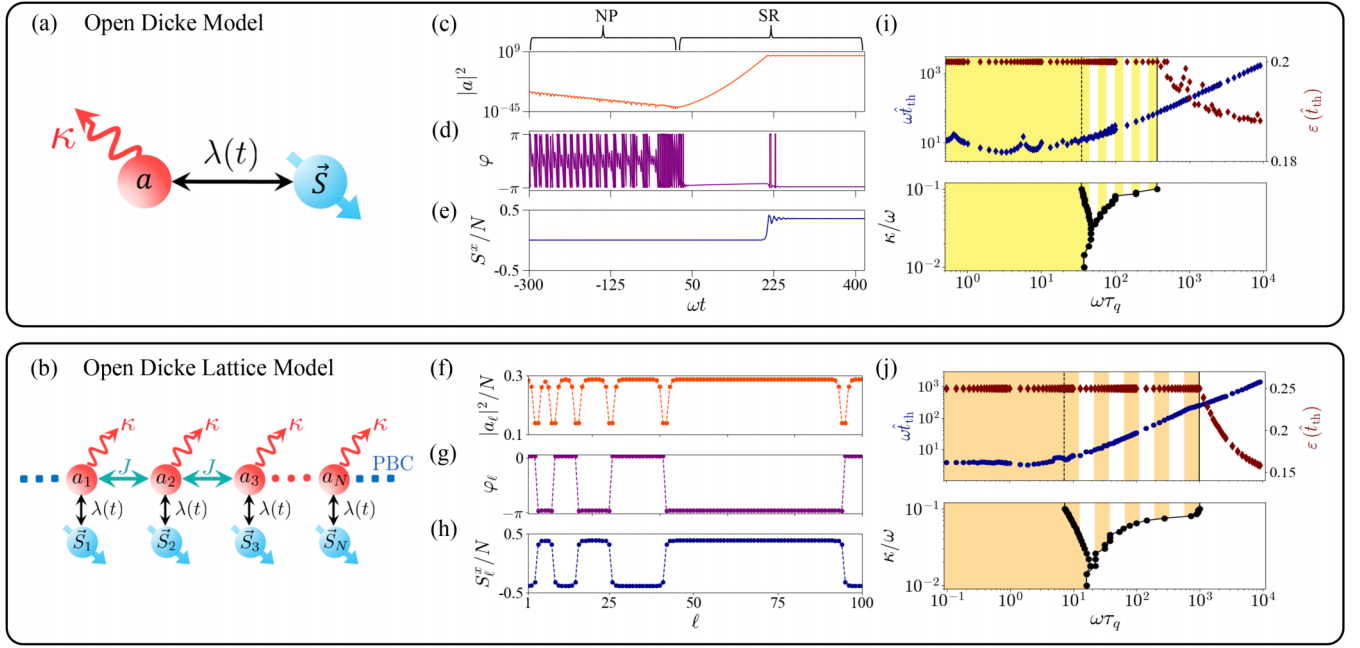 (a) Open Dicke Model
κ
a
λ(t)
S⃗
(c)
NP
SR
10⁹
|a|²
10⁻⁴⁵
(d)
π
φ
−π
(e)
0.5
Sˣ/N
-0.5
-300 -125 50 225 400
ωt
(i)
10³
ωt̂th
10¹
0.2
ε(t̂th)
0.18
10⁻¹
κ/ω
10⁻²
10⁰ 10¹ 10² 10³ 10⁴
ωτq
(b) Open Dicke Lattice Model
κ κ κ κ
J J
PBC
a₁ a₂ a₃ aN
λ(t) λ(t) λ(t) λ(t)
S⃗₁ S⃗₂ S⃗₃ S⃗N
(f)
0.3
|aℓ|²/N
0.1
(g)
0
φℓ
−π
(h)
0.5
Sℓˣ/N
-0.5
1 25 50 75 100
ℓ
(j)
10³
10²
10¹
ωt̂th
0.25
0.2
0.15
ε(t̂th)
10⁻¹
κ/ω
10⁻²
10⁻¹ 10⁰ 10¹ 10² 10³ 10⁴
ωτq